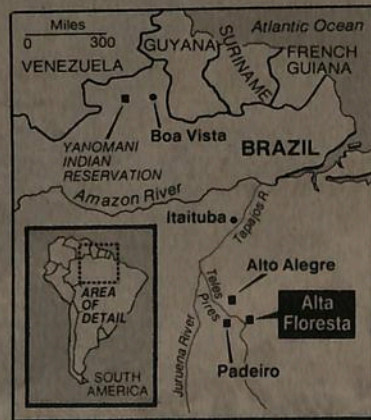 Miles
0 300
Atlantic Ocean
GUYANA
SURINAME
FRENCH
GUIANA
VENEZUELA
YANOMANI
INDIAN
RESERVATION
Boa Vista
BRAZIL
Amazon River
Itaituba
Tapajos R.
Alto Alegre
Teles
Pires
Alta
Floresta
Juruena River
Padeiro
AREA
OF
DETAIL
SOUTH
AMERICA